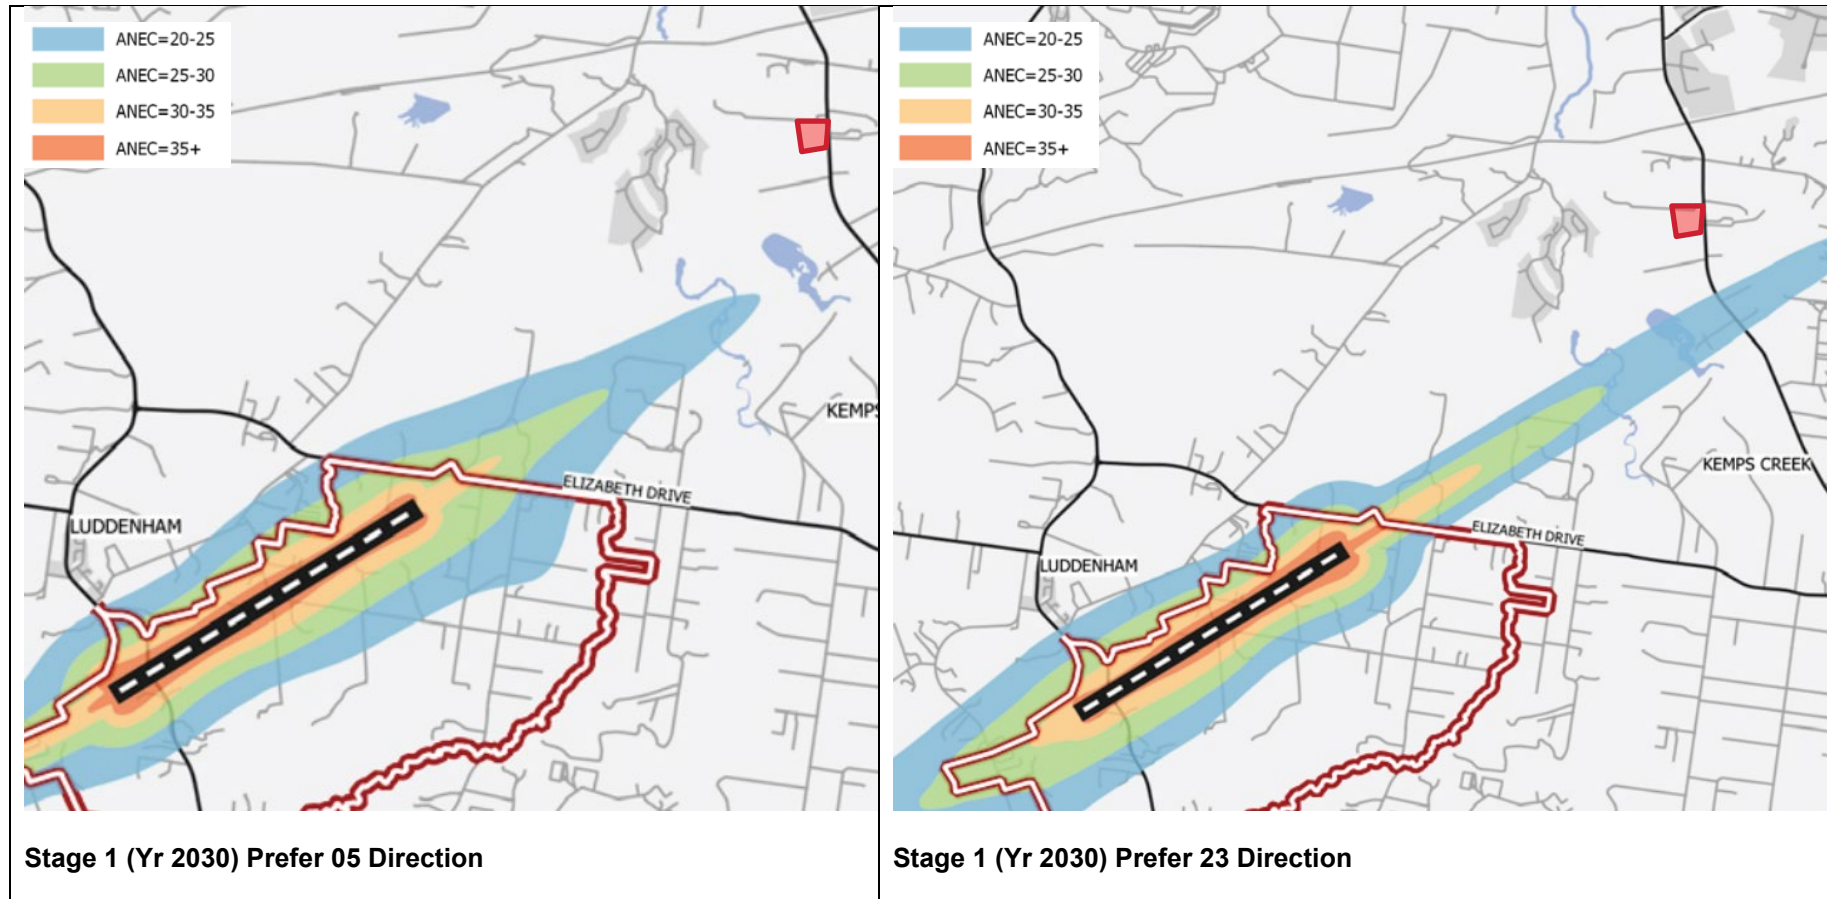 ANEC=20-25
ANEC=25-30
ANEC=30-35
ANEC=35+
LUDDENHAM
ELIZABETH DRIVE
KEMPS
Stage 1 (Yr 2030) Prefer 05 Direction
ANEC=20-25
ANEC=25-30
ANEC=30-35
ANEC=35+
KEMPS CREEK
ELIZABETH DRIVE
LUDDENHAM
Stage 1 (Yr 2030) Prefer 23 Direction